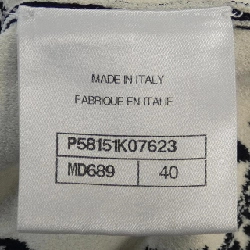 MADE IN ITALY
FABRIQUE EN ITALIE
P58151K07623
MD689 40